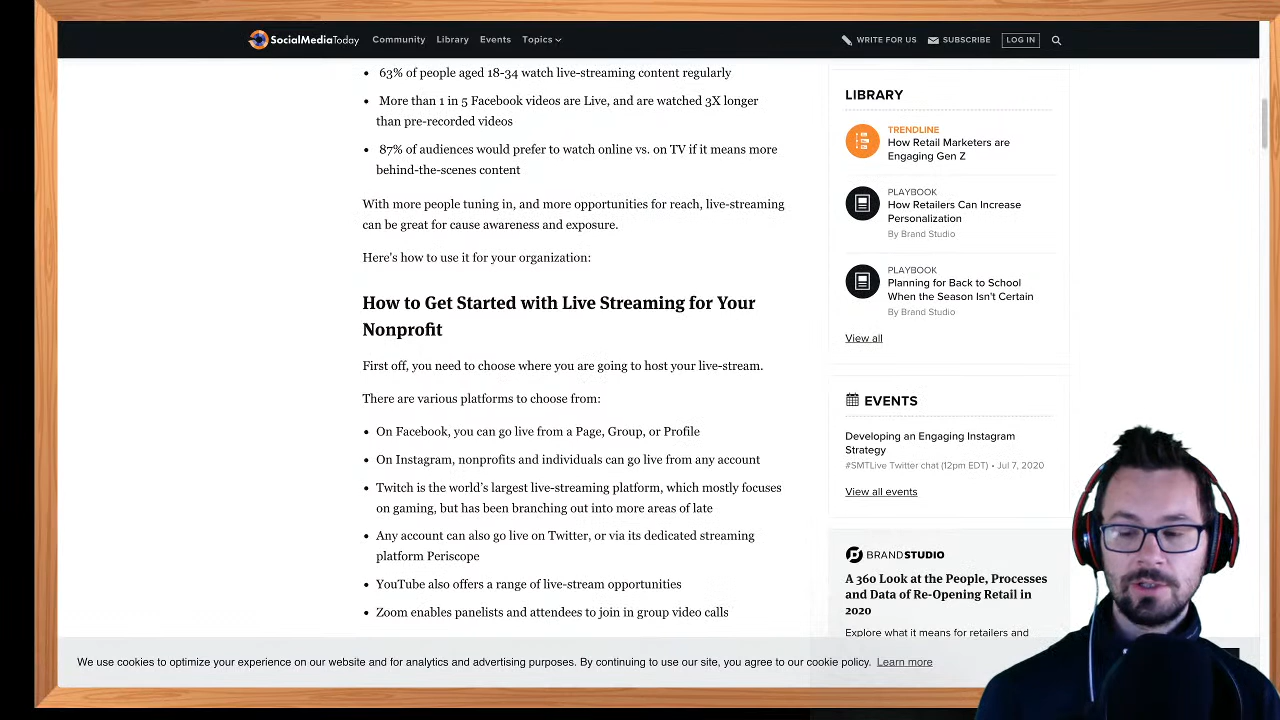 SocialMediaToday Community Library Events Topics WRITE FOR US SUBSCRIBE LOG IN
63% of people aged 18-34 watch live-streaming content regularly
More than 1 in 5 Facebook videos are Live, and are watched 3X longer
than pre-recorded videos
87% of audiences would prefer to watch online vs. on TV if it means more
behind-the-scenes content
With more people tuning in, and more opportunities for reach, live-streaming
can be great for cause awareness and exposure.
Here's how to use it for your organization:
How to Get Started with Live Streaming for Your
Nonprofit
First off, you need to choose where you are going to host your live-stream.
There are various platforms to choose from:
On Facebook, you can go live from a Page, Group, or Profile
On Instagram, nonprofits and individuals can go live from any account
Twitch is the world's largest live-streaming platform, which mostly focuses
on gaming, but has been branching out into more areas of late
Any account can also go live on Twitter, or via its dedicated streaming
platform Periscope
YouTube also offers a range of live-stream opportunities
Zoom enables panelists and attendees to join in group video calls
LIBRARY
TRENDLINE
How Retail Marketers are
Engaging Gen Z
PLAYBOOK
How Retailers Can Increase
Personalization
By Brand Studio
PLAYBOOK
Planning for Back to School
When the Season Isn't Certain
By Brand Studio
View all
EVENTS
Developing an Engaging Instagram
Strategy
#SMTLive Twitter chat (12pm EDT) • Jul 7, 2020
View all events
BRANDSTUDIO
A 360 Look at the People, Processes
and Data of Re-Opening Retail in
2020
Explore what it means for retailers and
We use cookies to optimize your experience on our website and for analytics and advertising purposes. By continuing to use our site, you agree to our cookie policy. Learn more